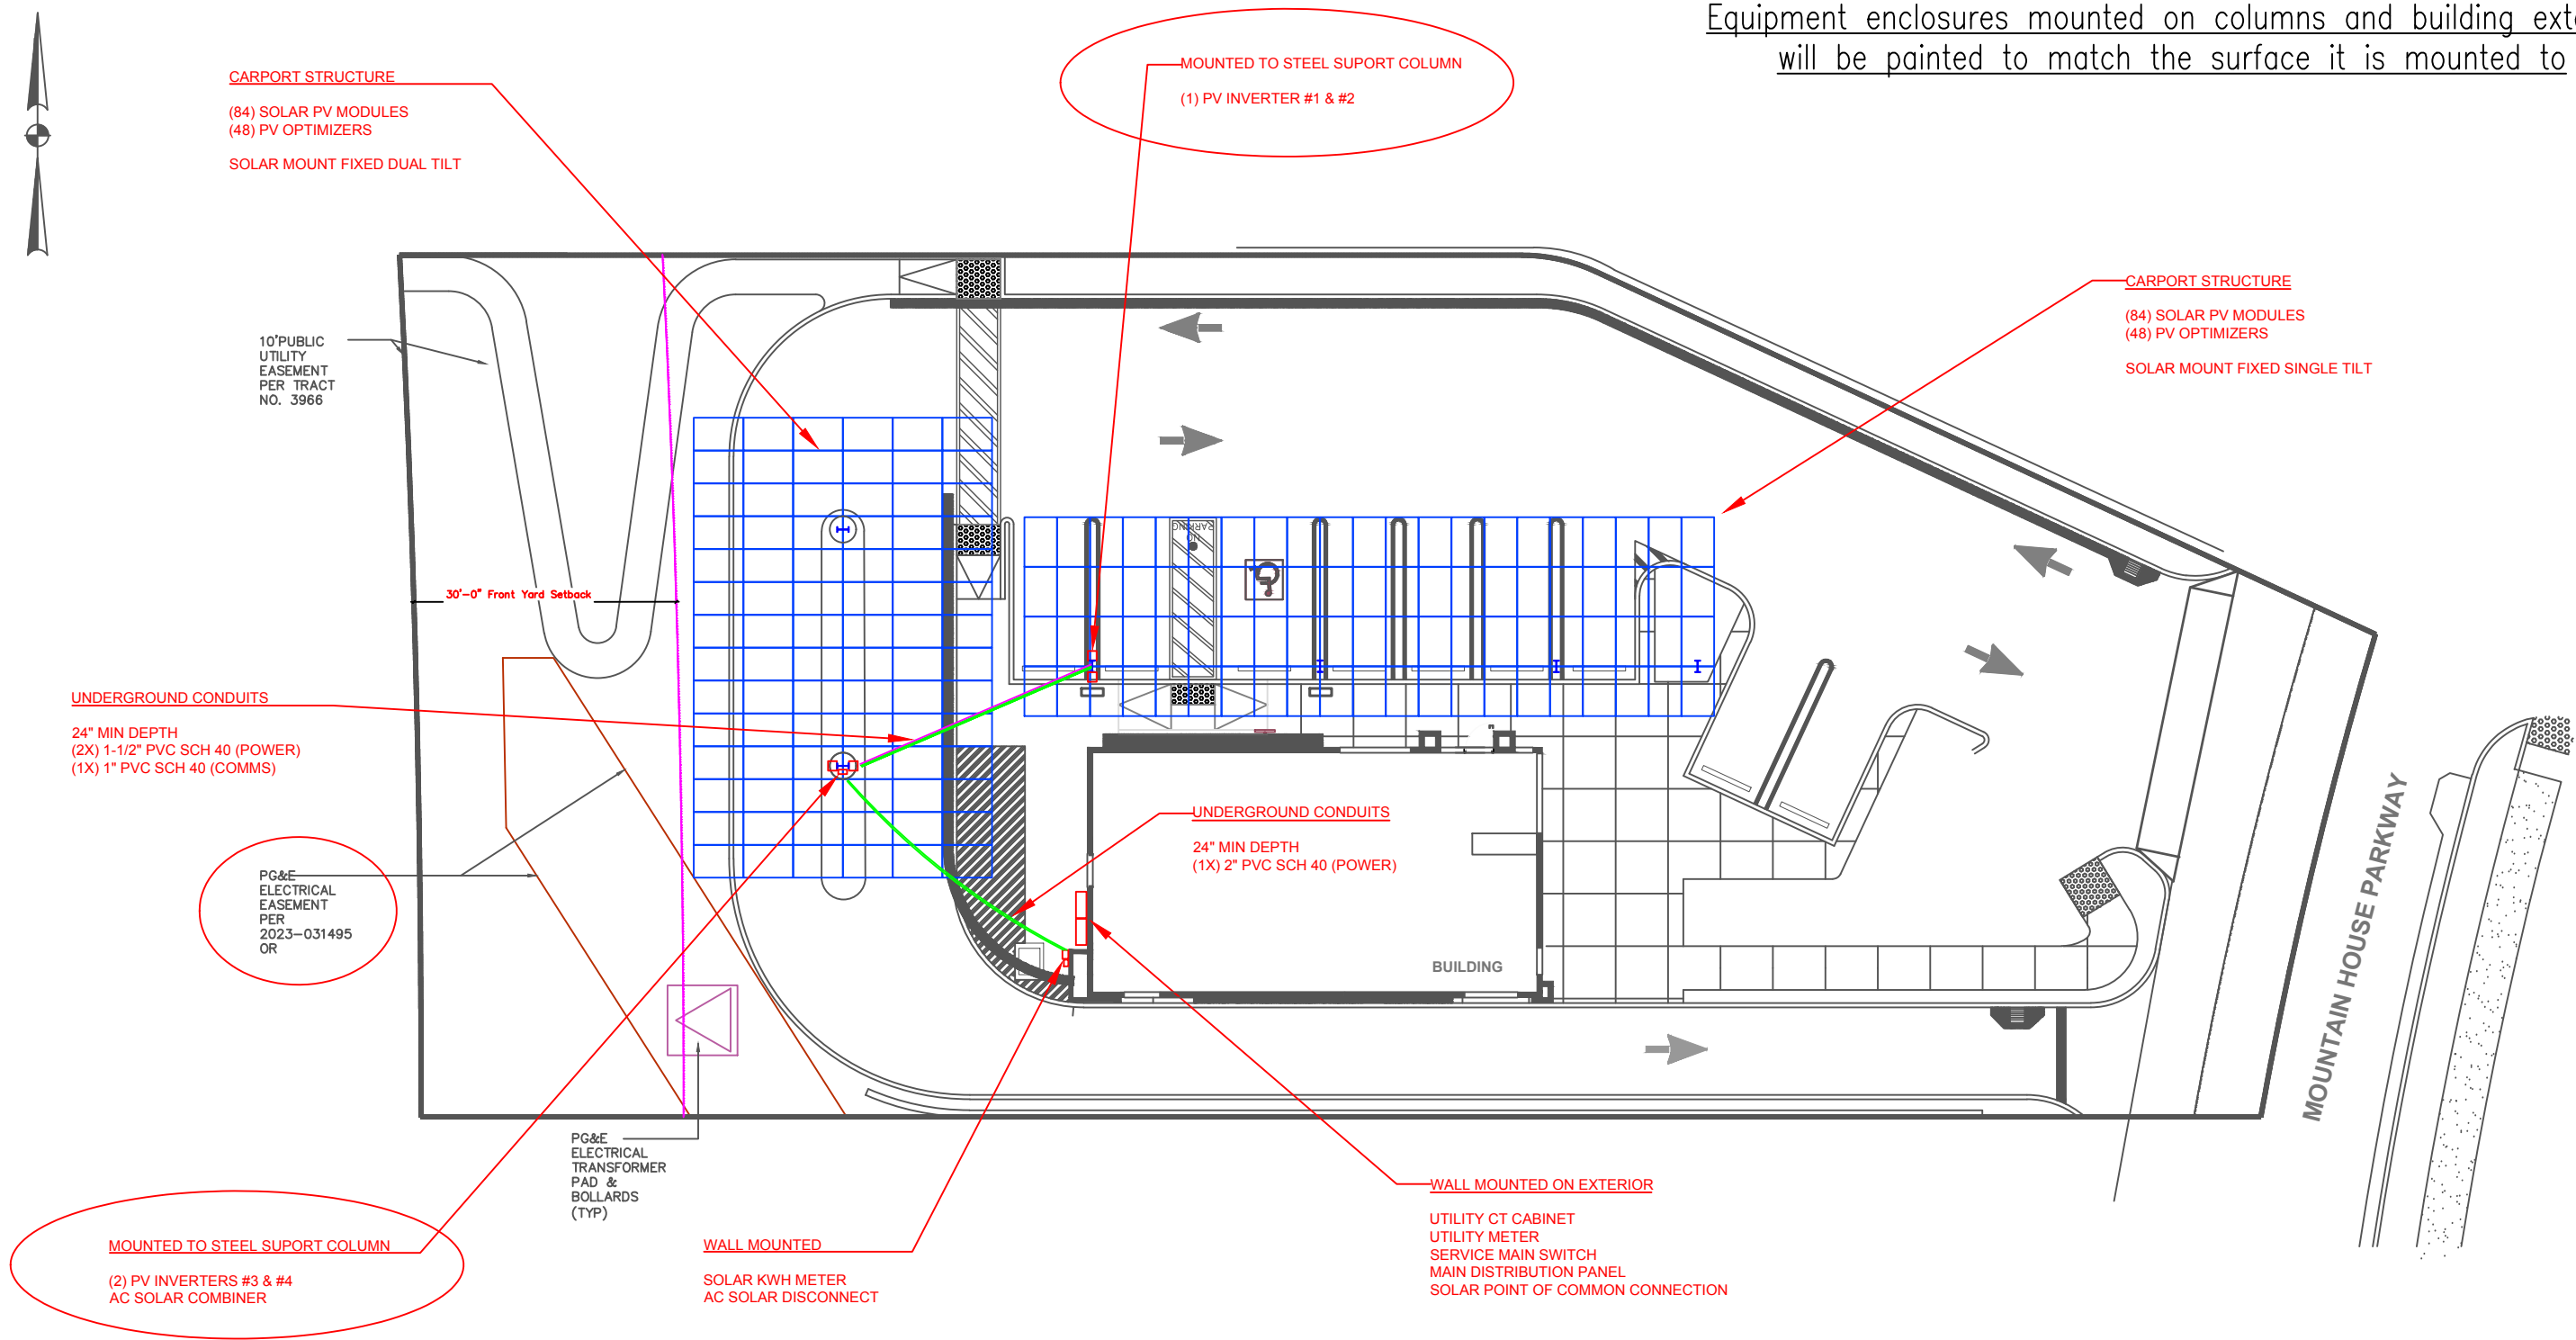 Equipment enclosures mounted on columns and building
will be painted to match the surface it is mounted to
CARPORT STRUCTURE
(84) SOLAR PV MODULES
(48) PV OPTIMIZERS
SOLAR MOUNT FIXED DUAL TILT
MOUNTED TO STEEL SUPORT COLUMN
(1) PV INVERTER #1 & #2
CARPORT STRUCTURE
(84) SOLAR PV MODULES
(48) PV OPTIMIZERS
SOLAR MOUNT FIXED SINGLE TILT
10'PUBLIC
UTILITY
EASEMENT
PER TRACT
NO. 3966
NO
PARKING
30'-0" Front Yard Setback
UNDERGROUND CONDUITS
24" MIN DEPTH
(2X) 1-1/2" PVC SCH 40 (POWER)
(1X) 1" PVC SCH 40 (COMMS)
UNDERGROUND CONDUITS
24" MIN DEPTH
(1X) 2" PVC SCH 40 (POWER)
PG&E
ELECTRICAL
EASEMENT
PER
2023-031495
OR
BUILDING
MOUNTAIN HOUSE PARKWAY
PG&E
ELECTRICAL
TRANSFORMER
PAD &
BOLLARDS
(TYP)
MOUNTED TO STEEL SUPORT COLUMN
(2) PV INVERTERS #3 & #4
AC SOLAR COMBINER
WALL MOUNTED
SOLAR KWH METER
AC SOLAR DISCONNECT
WALL MOUNTED ON EXTERIOR
UTILITY CT CABINET
UTILITY METER
SERVICE MAIN SWITCH
MAIN DISTRIBUTION PANEL
SOLAR POINT OF COMMON CONNECTION